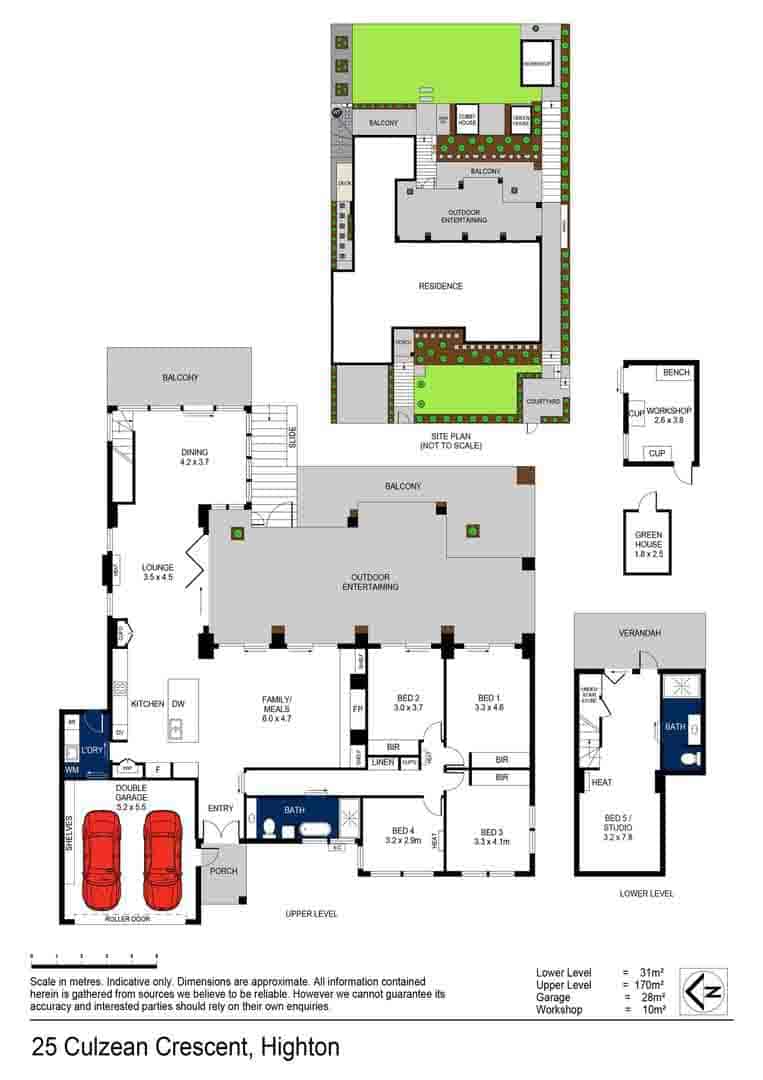 WORKSHOP
BALCONY
CUBBY
HOUSE
GREEN
HOUSE
BALCONY
DECK
OUTDOOR
ENTERTAINING
RESIDENCE
PORCH
COURTYARD
SITE PLAN
(NOT TO SCALE)
BENCH
CUP
WORKSHOP
2.6 x 3.8
CUP
GREEN
HOUSE
1.8 x 2.5
BALCONY
DINING
4.2 x 3.7
SLIDE
BALCONY
LOUNGE
3.5 x 4.5
HEAT
OUTDOOR
ENTERTAINING
CUPS
KITCHEN
DW
OV
FAMILY/
MEALS
6.0 x 4.7
SHELF
FP
SHELF
BED 2
3.0 x 3.7
BIR
BED 1
3.3 x 4.6
BIR
LINEN
CUPS
HEAT
BIR
L'DRY
WM
F
DOUBLE
GARAGE
5.2 x 5.5
SHELVES
ENTRY
BATH
BED 4
3.2 x 2.9m
HEAT
BED 3
3.3 x 4.1m
PORCH
ROLLER DOOR
UPPER LEVEL
VERANDAH
UNDER
STAIR
STORE
BATH
HEAT
BED 5 /
STUDIO
3.2 x 7.8
LOWER LEVEL
Scale in metres. Indicative only. Dimensions are approximate. All information contained
herein is gathered from sources we believe to be reliable. However we cannot guarantee its
accuracy and interested parties should rely on their own enquiries.
Lower Level = 31m²
Upper Level = 170m²
Garage = 28m²
Workshop = 10m²
N
25 Culzean Crescent, Highton